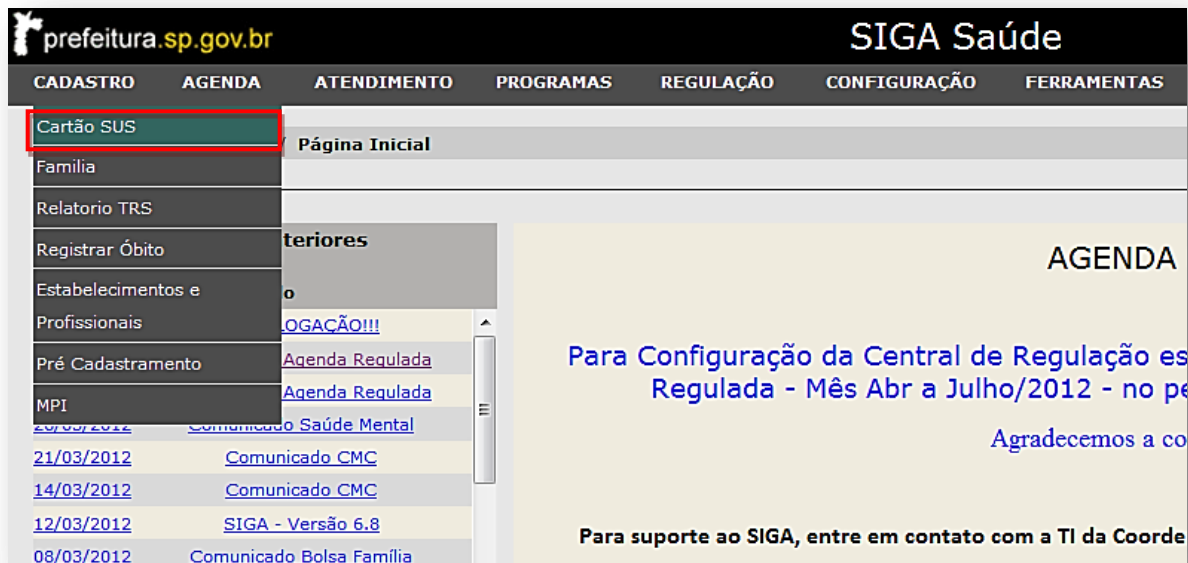 prefeitura.sp.gov.br
SIGA Saúde
CADASTRO AGENDA ATENDIMENTO PROGRAMAS REGULAÇÃO CONFIGURAÇÃO FERRAMENTAS
Cartão SUS
Familia
Relatorio TRS
Registrar Óbito
Estabelecimentos e
Profissionais
Pré Cadastramento
MPI
/ Página Inicial
teriores
o
LOGAÇÃO!!!
Agenda Regulada
Agenda Regulada
26/03/2012 Comunicado Saúde Mental
21/03/2012 Comunicado CMC
14/03/2012 Comunicado CMC
12/03/2012 SIGA - Versão 6.8
08/03/2012 Comunicado Bolsa Família
AGENDA
Para Configuração da Central de Regulação es
Regulada - Mês Abr a Julho/2012 - no pe
Agradecemos a co
Para suporte ao SIGA, entre em contato com a TI da Coorde